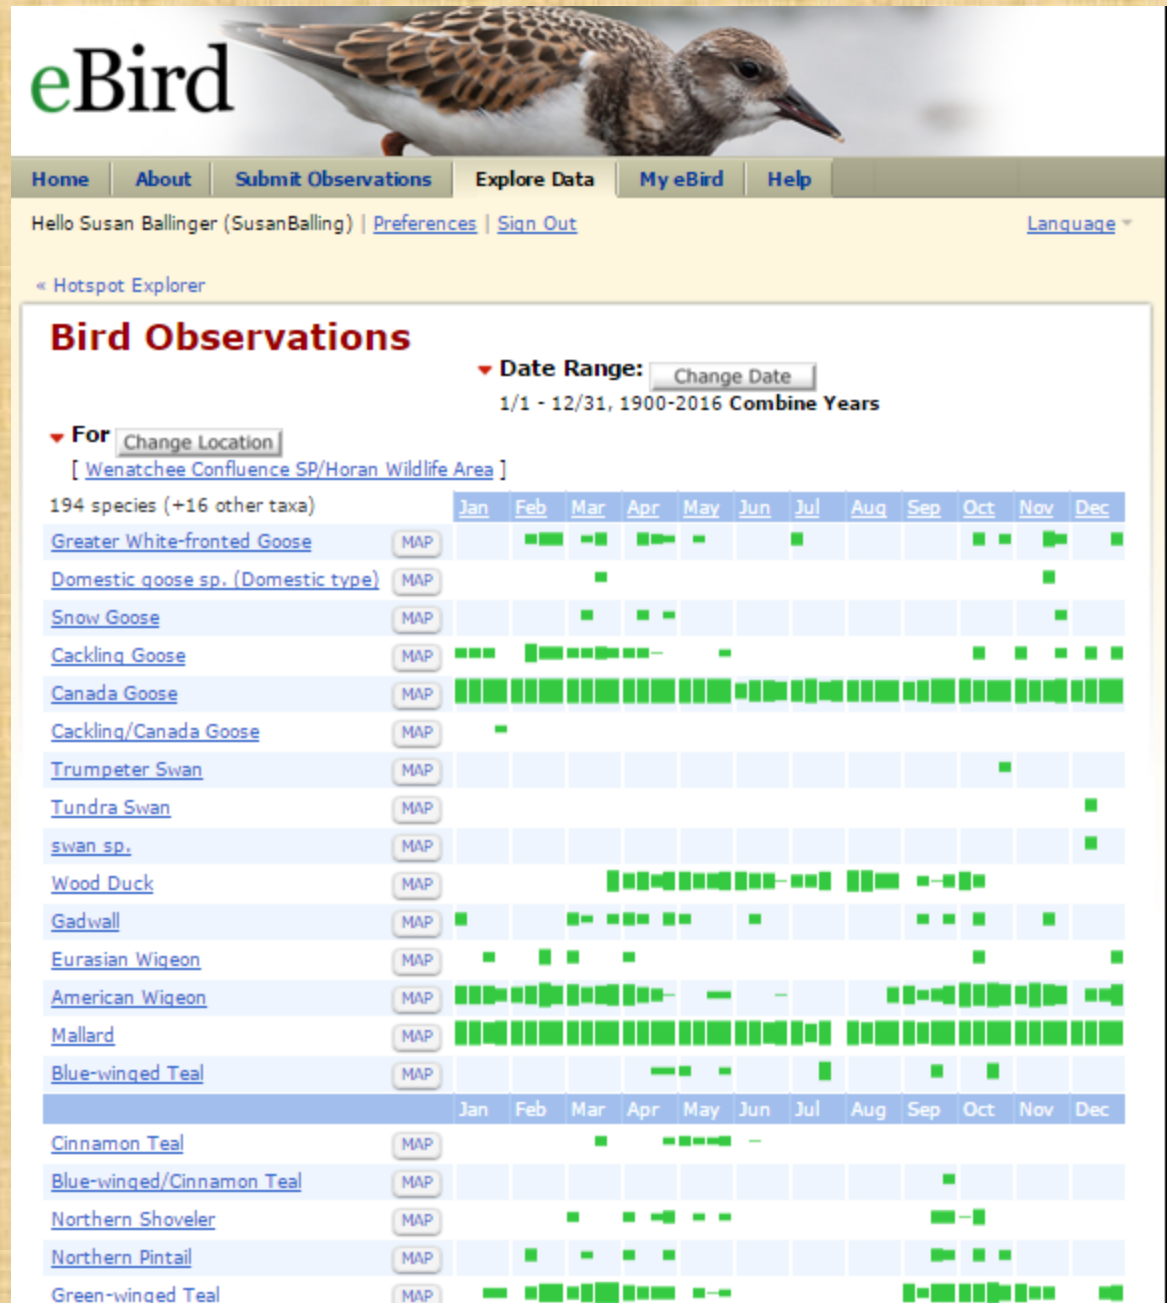 eBird
Home About Submit Observations Explore Data My eBird Help
Hello Susan Ballinger (SusanBalling) | Preferences | Sign Out Language
« Hotspot Explorer
Bird Observations
Date Range: Change Date
1/1 - 12/31, 1900-2016 Combine Years
For Change Location
[ Wenatchee Confluence SP/Horan Wildlife Area ]
194 species (+16 other taxa) Jan Feb Mar Apr May Jun Jul Aug Sep Oct Nov Dec
Greater White-fronted Goose MAP
Domestic goose sp. (Domestic type) MAP
Snow Goose MAP
Cackling Goose MAP
Canada Goose MAP
Cackling/Canada Goose MAP
Trumpeter Swan MAP
Tundra Swan MAP
swan sp. MAP
Wood Duck MAP
Gadwall MAP
Eurasian Wigeon MAP
American Wigeon MAP
Mallard MAP
Blue-winged Teal MAP
Jan Feb Mar Apr May Jun Jul Aug Sep Oct Nov Dec
Cinnamon Teal MAP
Blue-winged/Cinnamon Teal MAP
Northern Shoveler MAP
Northern Pintail MAP
Green-winged Teal MAP